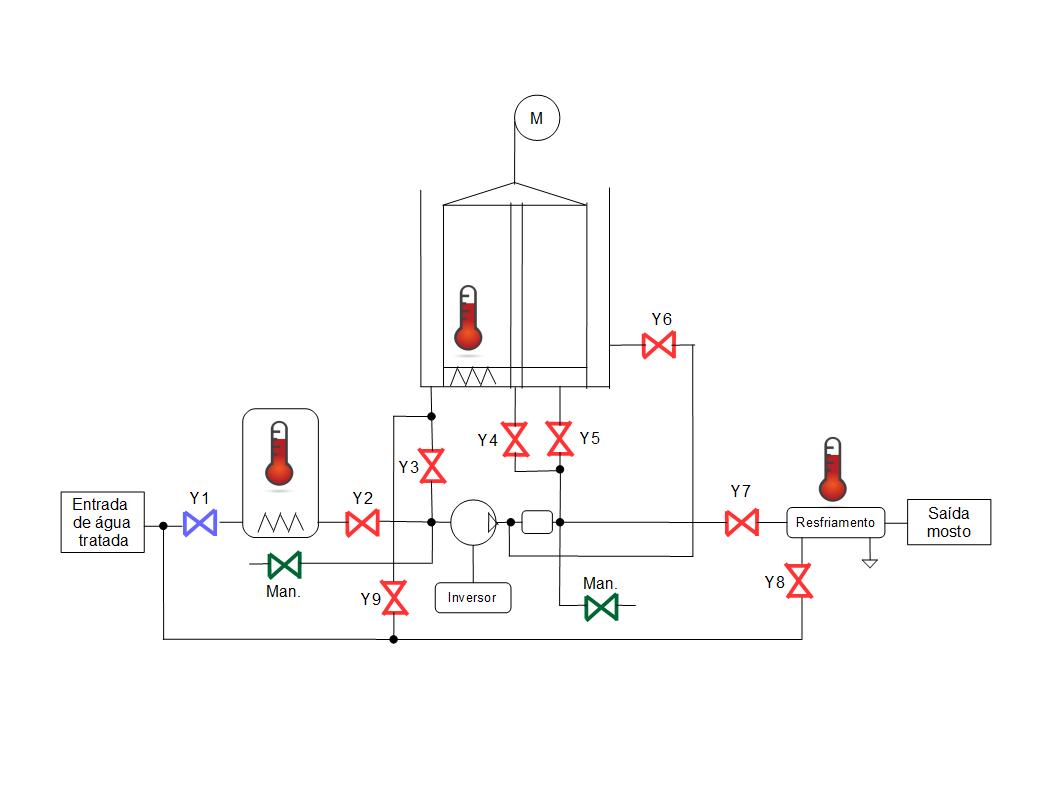 M
Y6
Y4
Y5
Y3
Y1
Y2
Y7
Entrada
de água
tratada
Resfriamento
Saída
mosto
Man.
Y9
Inversor
Man.
Y8